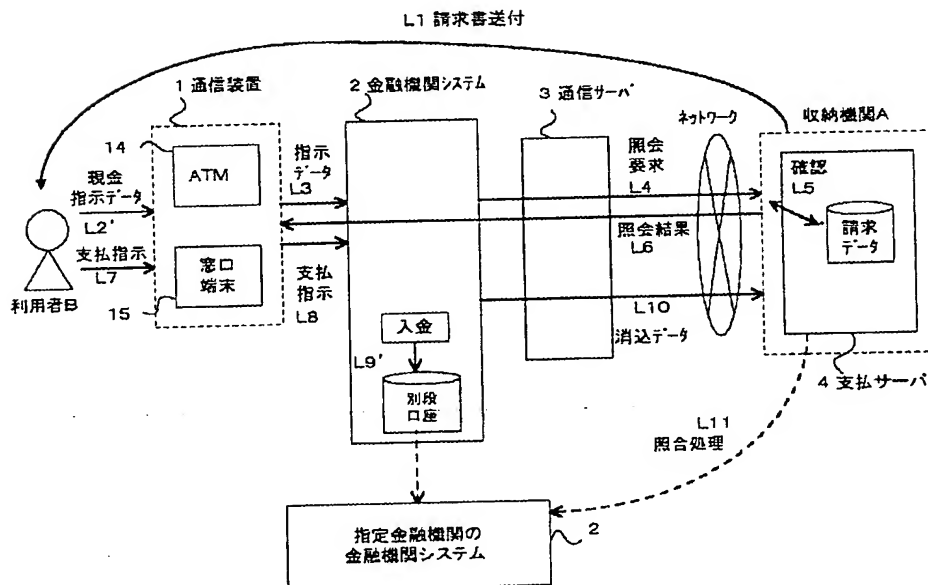 L1 請求書送付
1 通信装置
2 金融機関システム
3 通信サーバ
ネットワーク
収納機関A
14
ATM
現金
指示データ
L2'
支払指示
L7
利用者B
15
窓口
端末
指示
データ
L3
支払
指示
L8
入金
L9'
別段
口座
照会
要求
L4
照会結果
L6
L10
消込データ
確認
L5
請求
データ
4 支払サーバ
L11
照合処理
指定金融機関の
金融機関システム
2